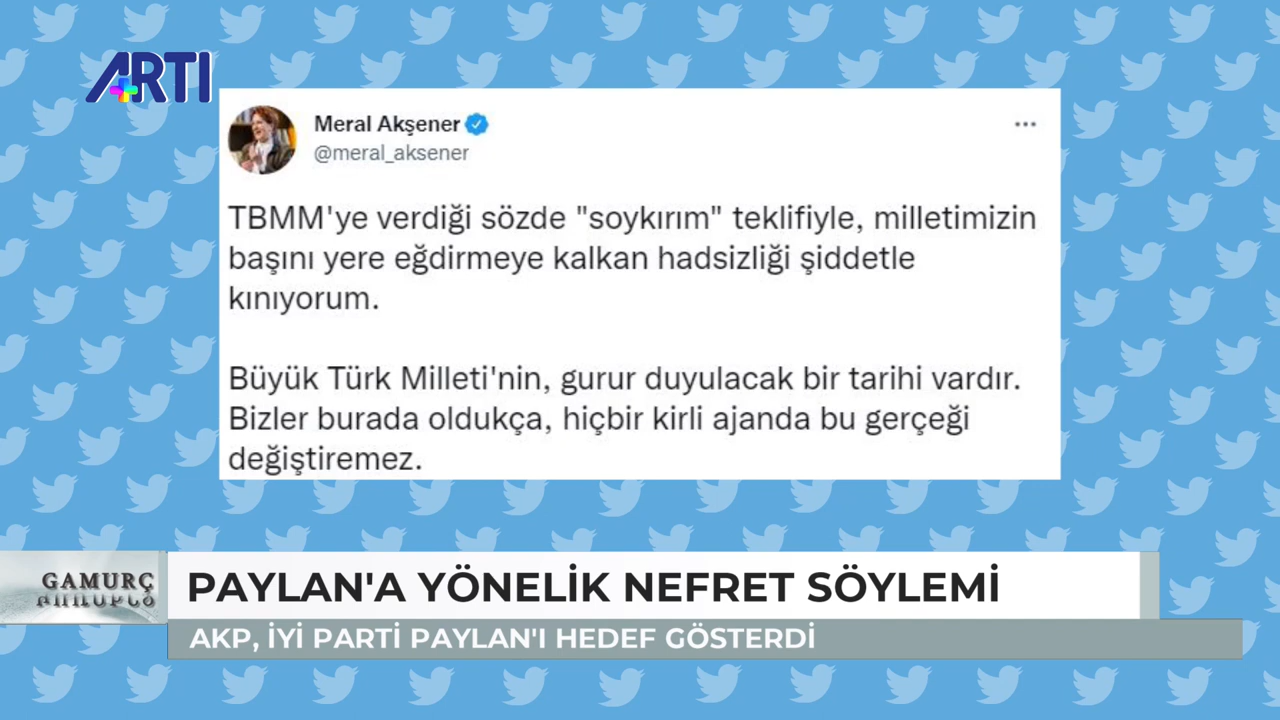 ARTI
Meral Akşener
@meral_aksener
TBMM'ye verdiği sözde "soykırım" teklifiyle, milletimizin
başını yere eğdirmeye kalkan hadsizliği şiddetle
kınıyorum.
Büyük Türk Milleti'nin, gurur duyulacak bir tarihi vardır.
Bizler burada oldukça, hiçbir kirli ajanda bu gerçeği
değiştiremez.
GAMURÇ
PAYLAN'A YÖNELİK NEFRET SÖYLEMİ
AKP, İYİ PARTİ PAYLAN'I HEDEF GÖSTERDİ